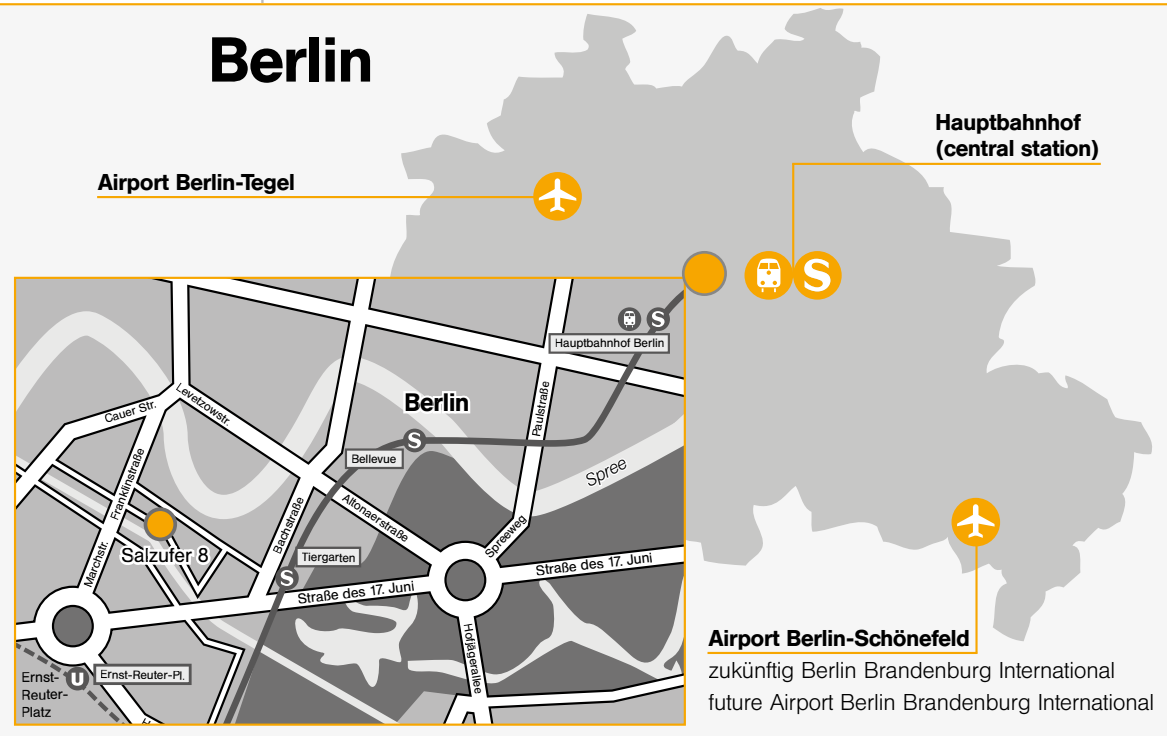 Berlin
Hauptbahnhof
(central station)
Airport Berlin-Tegel
S
S
Hauptbahnhof Berlin
Levetzowstr.
Cauer Str.
Berlin
Paulstraße
S
Bellevue
Spree
Franklinstraße
Altonaerstraße
Bachstraße
Spreeweg
Salzufer 8
Marchstr.
Tiergarten
S
Straße des 17. Juni
Straße des 17. Juni
Hofjägerallee
Airport Berlin-Schönefeld
zukünftig Berlin Brandenburg International
future Airport Berlin Brandenburg International
Ernst-
Reuter-
Platz
U
Ernst-Reuter-Pl.